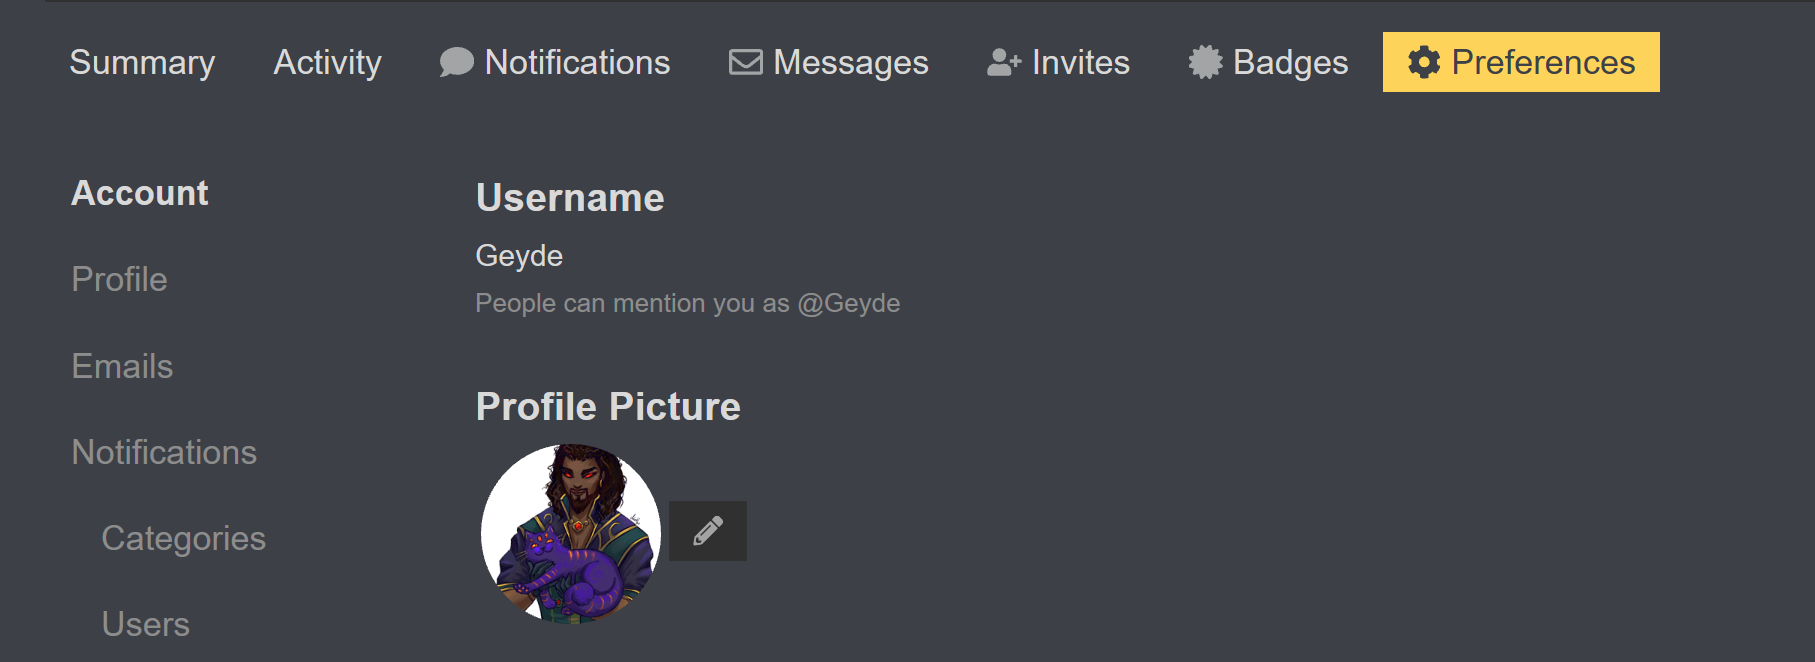 Summary Activity Notifications Messages Invites Badges Preferences
Account
Profile
Emails
Notifications
Categories
Users
Username
Geyde
People can mention you as @Geyde
Profile Picture